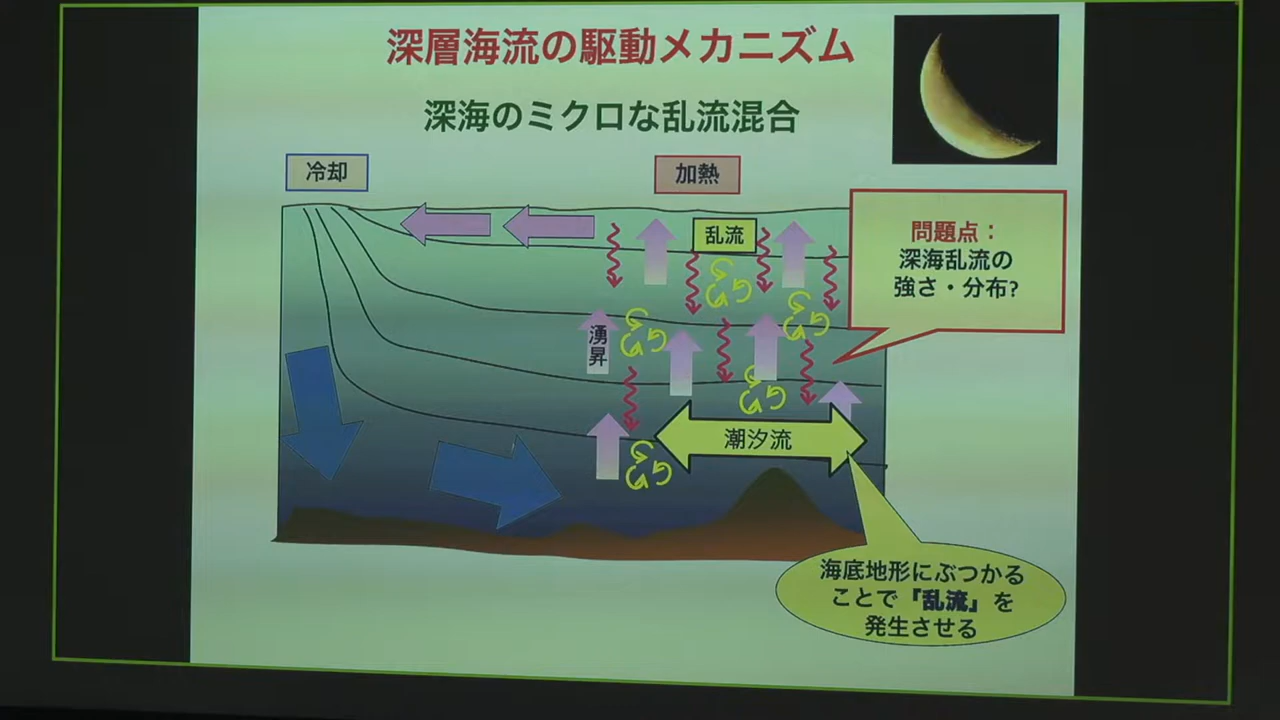 深層海流の駆動メカニズム
深海のミクロな乱流混合
冷却
加熱
乱流
問題点：
深海乱流の
強さ・分布?
湧昇
潮汐流
海底地形にぶつかる
ことで「乱流」を
発生させる